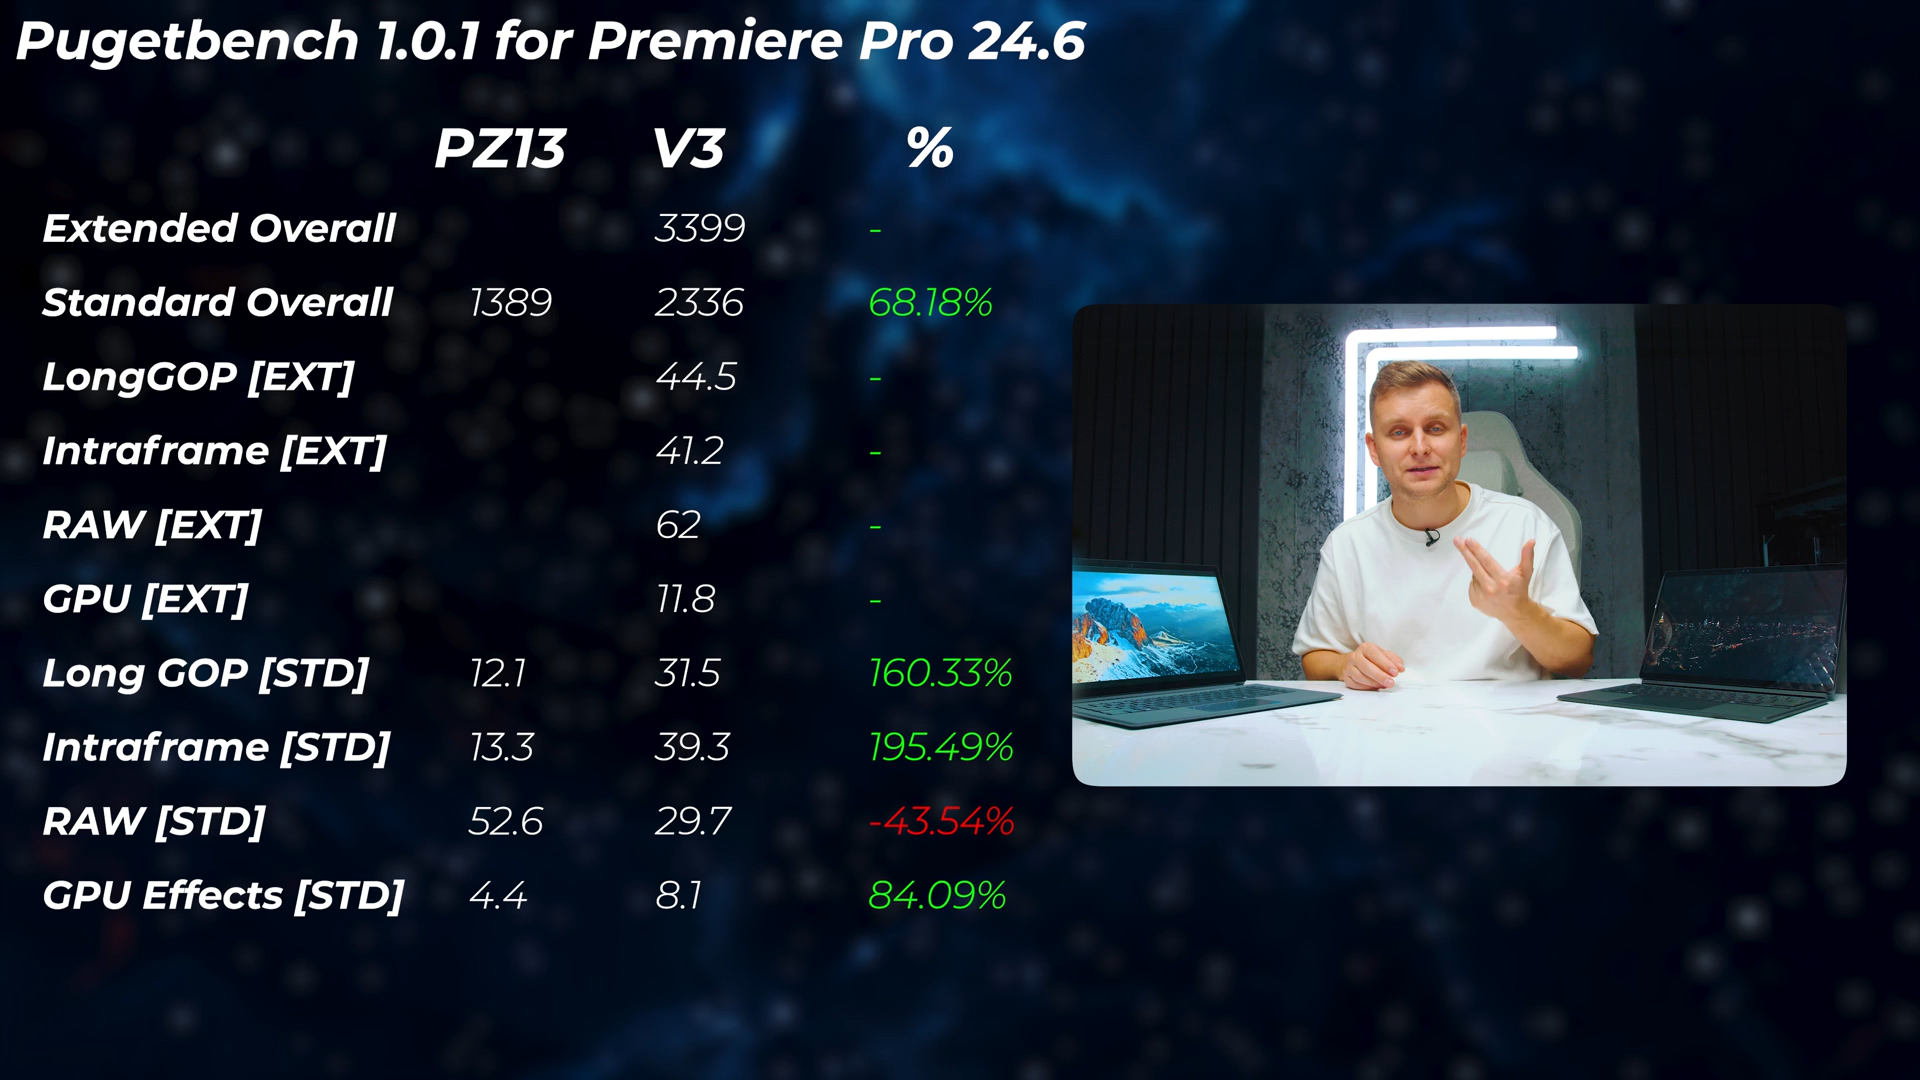 Pugetbench 1.0.1 for Premiere Pro 24.6
PZ13 V3 %
Extended Overall 3399 -
Standard Overall 1389 2336 68.18%
LongGOP [EXT] 44.5 -
Intraframe [EXT] 41.2 -
RAW [EXT] 62 -
GPU [EXT] 11.8 -
Long GOP [STD] 12.1 31.5 160.33%
Intraframe [STD] 13.3 39.3 195.49%
RAW [STD] 52.6 29.7 -43.54%
GPU Effects [STD] 4.4 8.1 84.09%